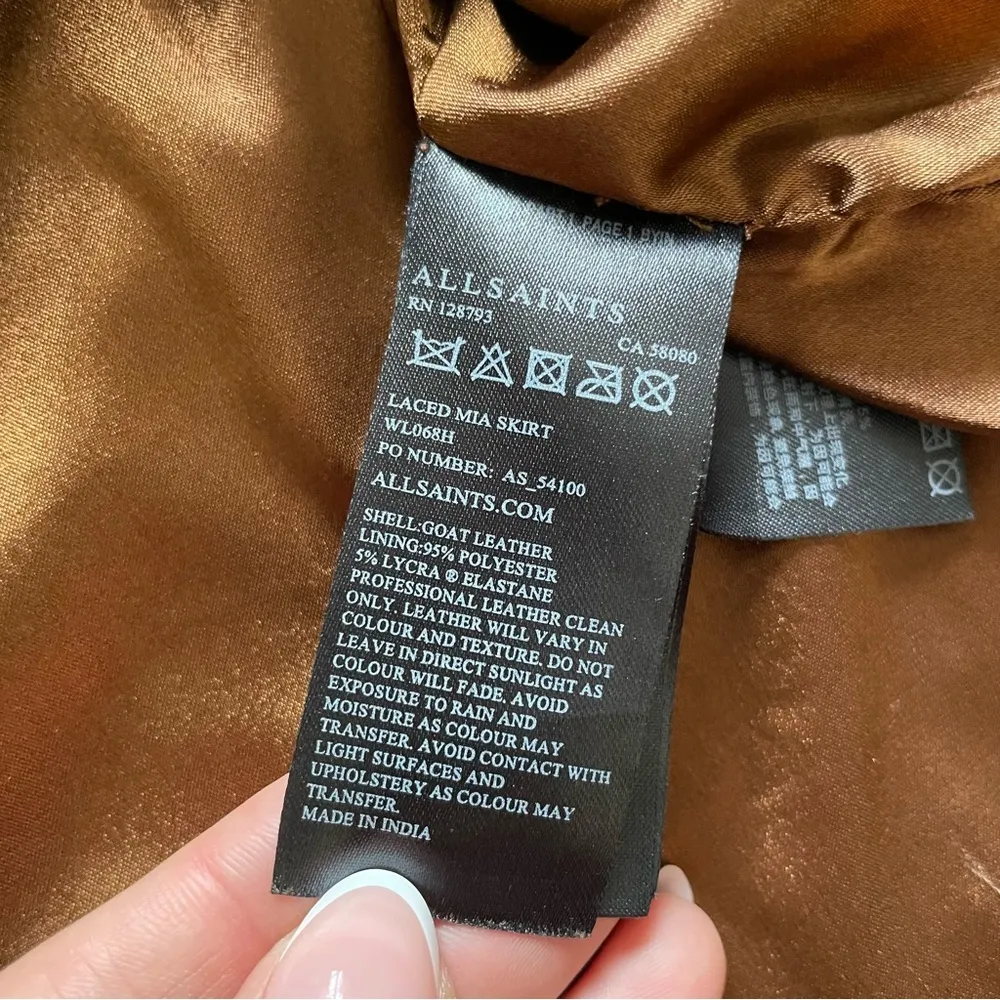 PAGE 1
ALLSAINTS
RN 128793
CA 58080
LACED MIA SKIRT
WL068H
PO NUMBER: AS_54100
ALLSAINTS.COM
SHELL:GOAT LEATHER
LINING:95% POLYESTER
5% LYCRA ® ELASTANE
PROFESSIONAL LEATHER CLEAN
ONLY. LEATHER WILL VARY IN
COLOUR AND TEXTURE. DO NOT
LEAVE IN DIRECT SUNLIGHT AS
COLOUR WILL FADE. AVOID
EXPOSURE TO RAIN AND
MOISTURE AS COLOUR MAY
TRANSFER. AVOID CONTACT WITH
LIGHT SURFACES AND
UPHOLSTERY AS COLOUR MAY
TRANSFER.
MADE IN INDIA